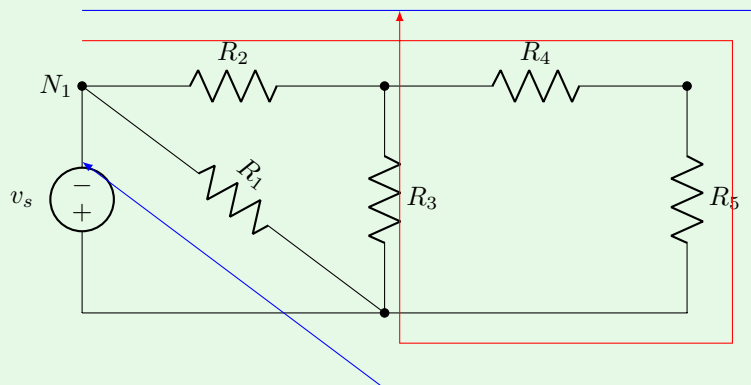 R₂ R₄
N₁
R₁
−
+
vₛ R₃ R₅